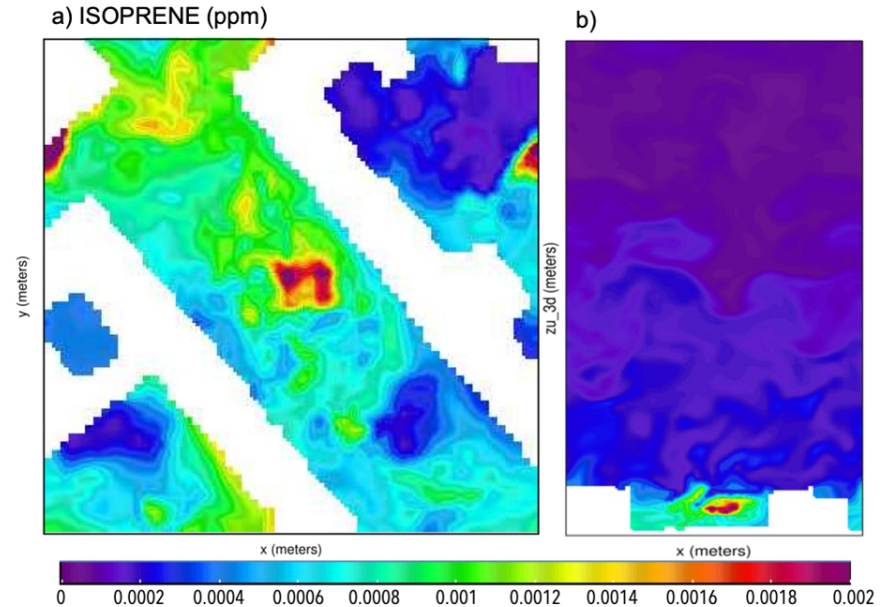 a) ISOPRENE (ppm)
b)
y (meters)
zu_3d (meters)
x (meters)
x (meters)
0 0.0002 0.0004 0.0006 0.0008 0.001 0.0012 0.0014 0.0016 0.0018 0.002